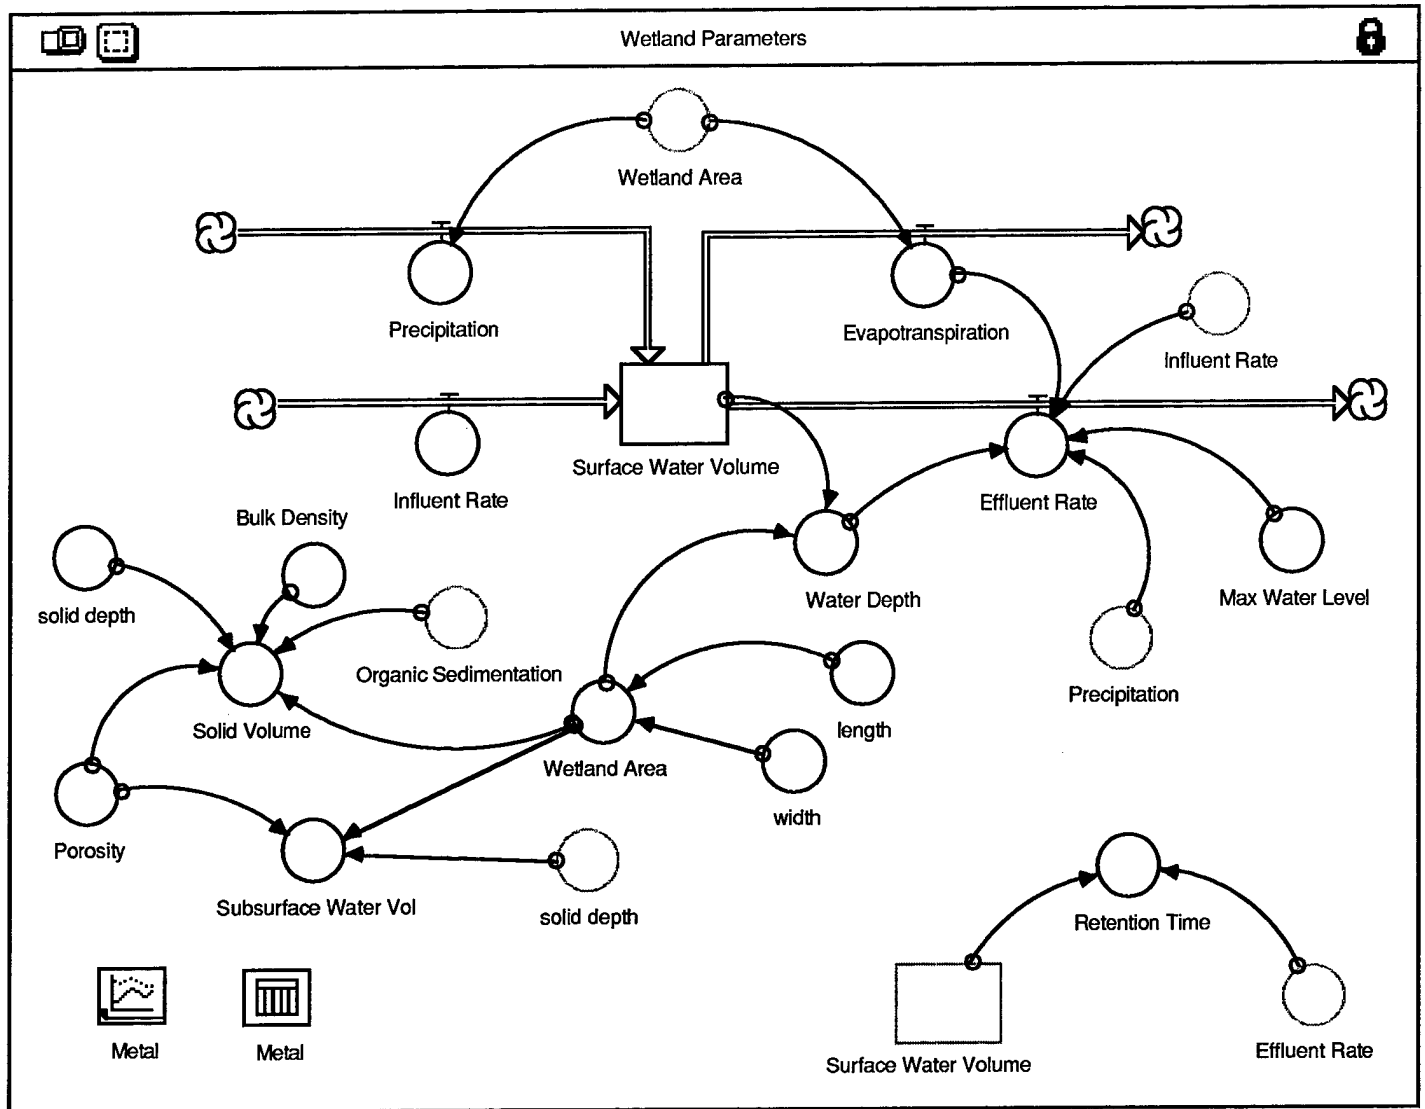 Wetland Parameters
Wetland Area
Precipitation
Evapotranspiration
Influent Rate
Surface Water Volume
Influent Rate
Effluent Rate
Bulk Density
solid depth
Water Depth
Max Water Level
Organic Sedimentation
Precipitation
Solid Volume
length
Wetland Area
width
Porosity
Subsurface Water Vol
solid depth
Retention Time
Metal
Metal
Surface Water Volume
Effluent Rate